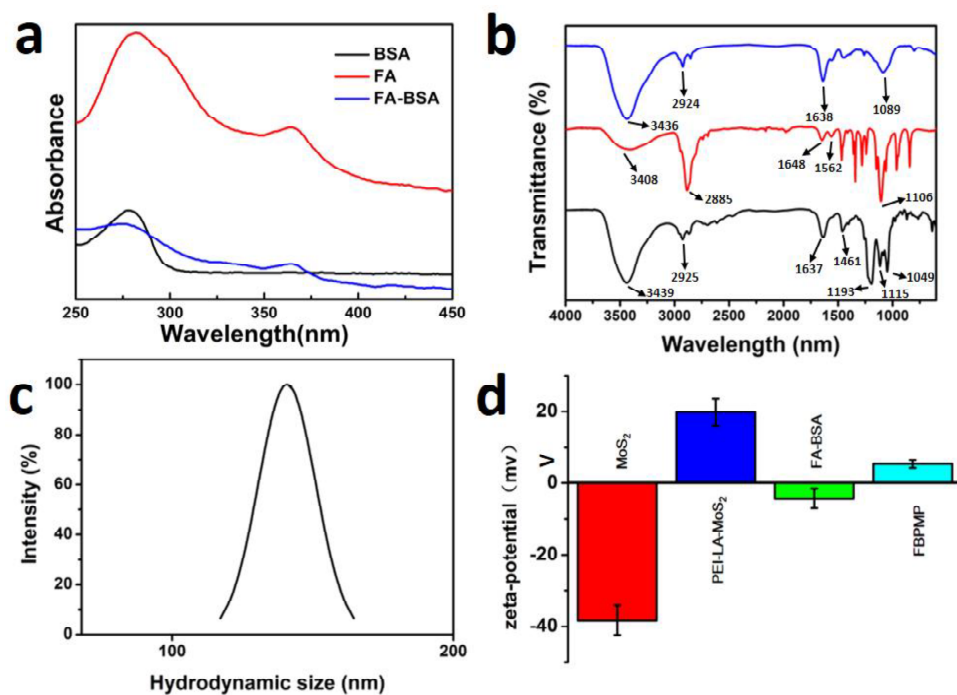 a
BSA
FA
FA-BSA
Absorbance
250 300 350 400 450
Wavelength(nm)
b
2924
1638
1089
3436
1648
1562
3408
2885
1106
2925
1637
1461
1049
3439
1193
1115
Transmittance (%)
4000 3500 3000 2500 2000 1500 1000
Wavelength (nm)
c
100
80
60
40
20
0
Intensity (%)
100 200
Hydrodynamic size (nm)
d
20
0
-20
-40
zeta-potential（mv） V
MoS₂
PEI-LA-MoS₂
FA-BSA
FBPMP